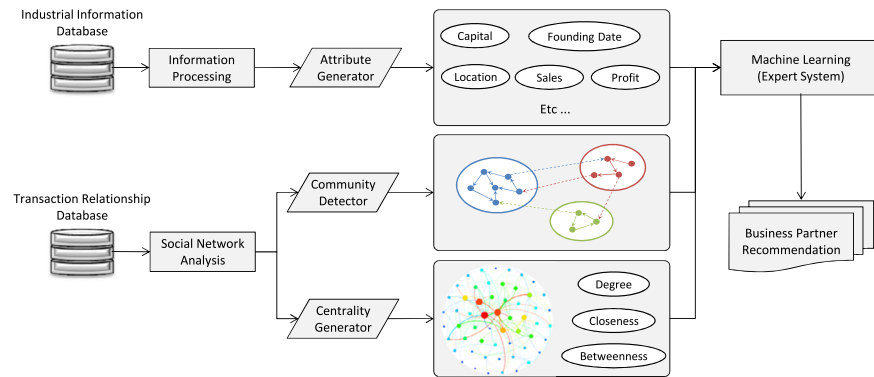 Industrial Information
Database
Information
Processing
Attribute
Generator
Capital
Founding Date
Location
Sales
Profit
Etc ...
Machine Learning
(Expert System)
Transaction Relationship
Database
Social Network
Analysis
Community
Detector
Centrality
Generator
Degree
Closeness
Betweenness
Business Partner
Recommendation